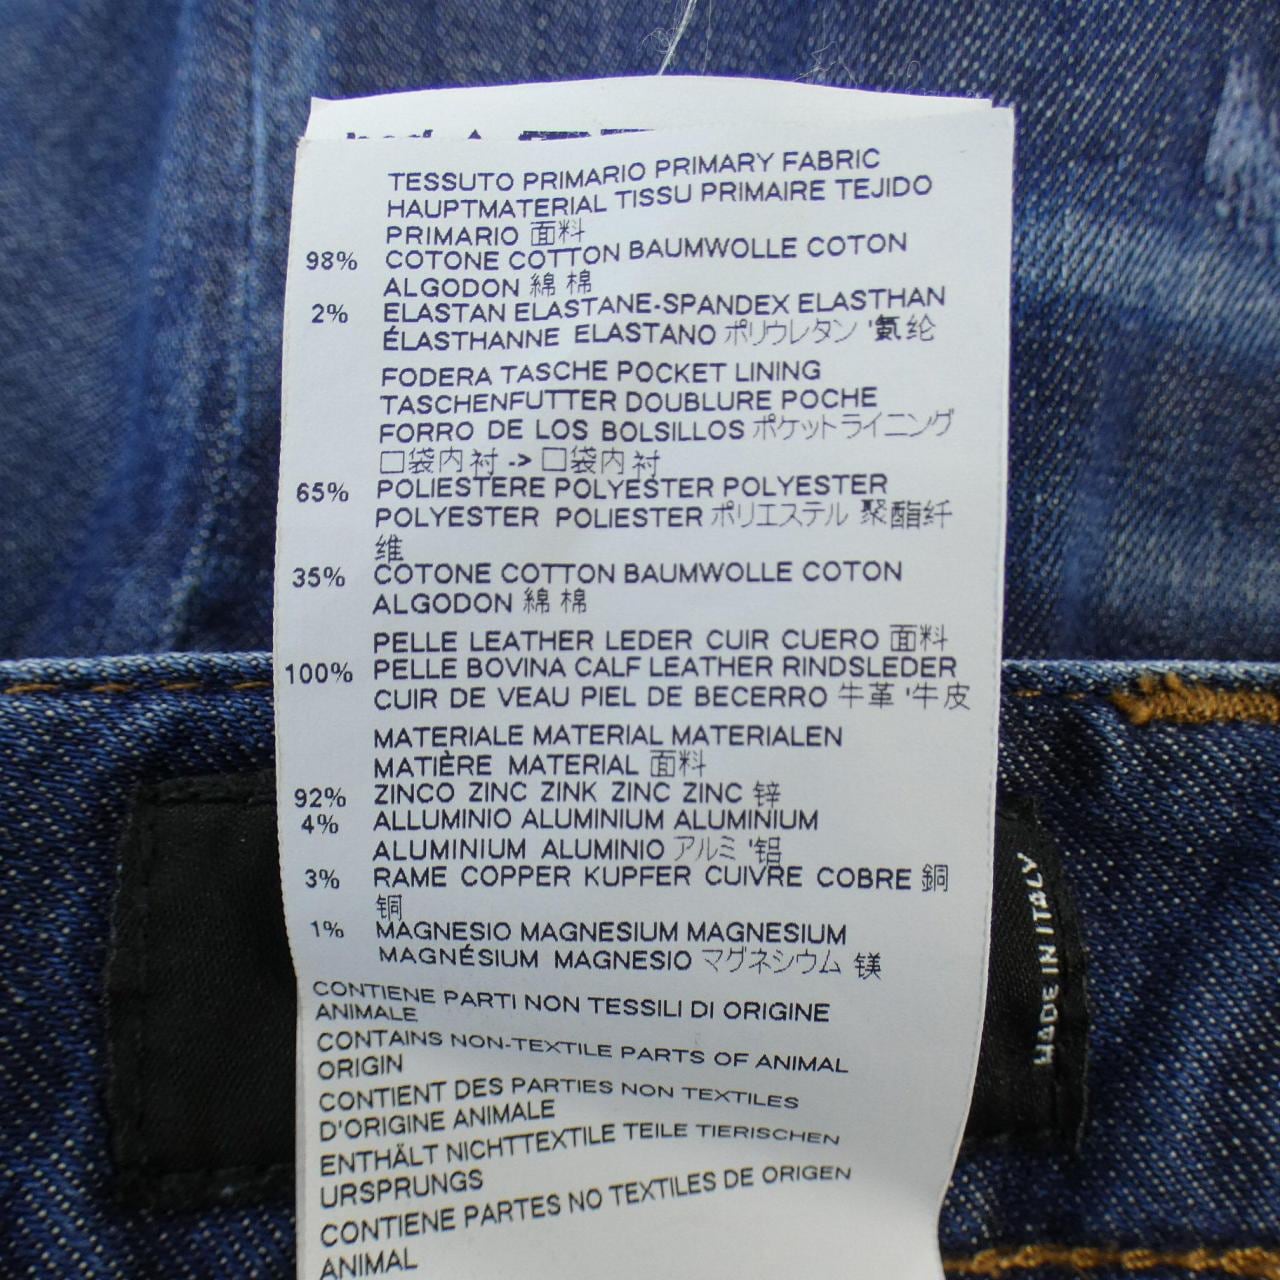 TESSUTO PRIMARIO PRIMARY FABRIC
HAUPTMATERIAL TISSU PRIMAIRE TEJIDO
PRIMARIO 面料
98% COTONE COTTON BAUMWOLLE COTON
ALGODON 綿 棉
2% ELASTAN ELASTANE-SPANDEX ELASTHAN
ÉLASTHANNE ELASTANO ポリウレタン '氨纶
FODERA TASCHE POCKET LINING
TASCHENFUTTER DOUBLURE POCHE
FORRO DE LOS BOLSILLOS ポケットライニング
口袋内衬 -> 口袋内衬
65% POLIESTERE POLYESTER POLYESTER
POLYESTER POLIESTER ポリエステル 聚酯纤
维
35% COTONE COTTON BAUMWOLLE COTON
ALGODON 綿 棉
PELLE LEATHER LEDER CUIR CUERO 面料
100% PELLE BOVINA CALF LEATHER RINDSLEDER
CUIR DE VEAU PIEL DE BECERRO 牛革 '牛皮
MATERIALE MATERIAL MATERIALEN
MATIÈRE MATERIAL 面料
92% ZINCO ZINC ZINK ZINC ZINC 锌
4% ALLUMINIO ALUMINIUM ALUMINIUM
ALUMINIUM ALUMINIO アルミ '铝
3% RAME COPPER KUPFER CUIVRE COBRE 銅
铜
1% MAGNESIO MAGNESIUM MAGNESIUM
MAGNÉSIUM MAGNESIO マグネシウム 镁
CONTIENE PARTI NON TESSILI DI ORIGINE
ANIMALE
CONTAINS NON-TEXTILE PARTS OF ANIMAL
ORIGIN
CONTIENT DES PARTIES NON TEXTILES
D'ORIGINE ANIMALE
ENTHÄLT NICHTTEXTILE TEILE TIERISCHEN
URSPRUNGS
CONTIENE PARTES NO TEXTILES DE ORIGEN
ANIMAL
MADE IN ITALY